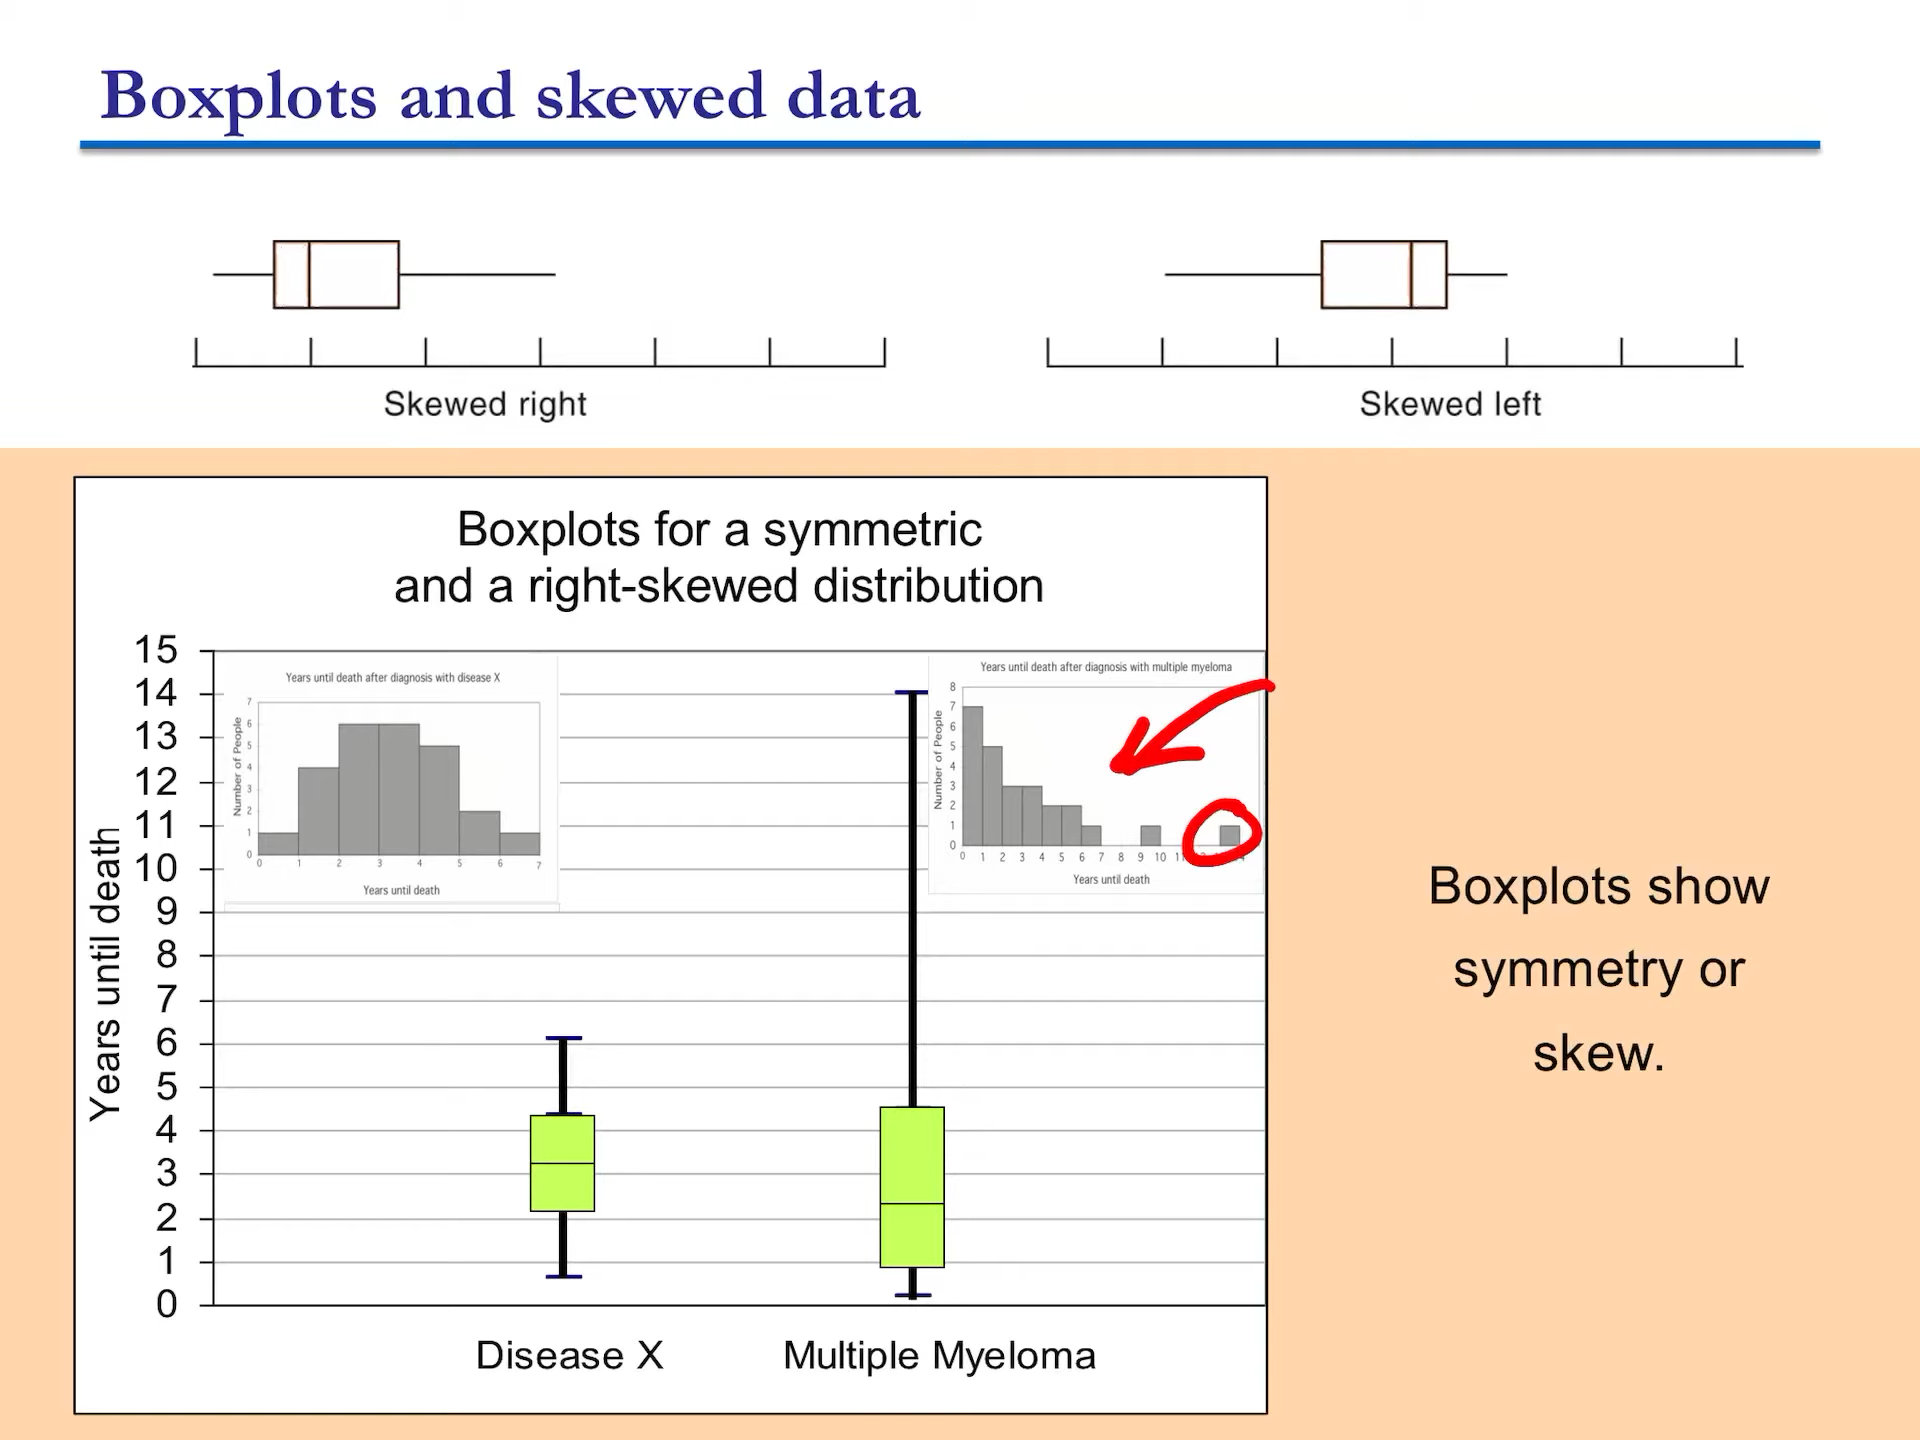 Boxplots and skewed data
Skewed right
Skewed left
Boxplots for a symmetric
and a right-skewed distribution
Years until death
15
14
13
12
11
10
9
8
7
6
5
4
3
2
1
0
Years until death after diagnosis with disease X
Number of People
7
6
5
4
3
2
1
0
0 1 2 3 4 5 6 7
Years until death
Years until death after diagnosis with multiple myeloma
Number of People
8
7
6
5
4
3
2
1
0
0 1 2 3 4 5 6 7 8 9 10
Years until death
Disease X
Multiple Myeloma
Boxplots show
symmetry or
skew.